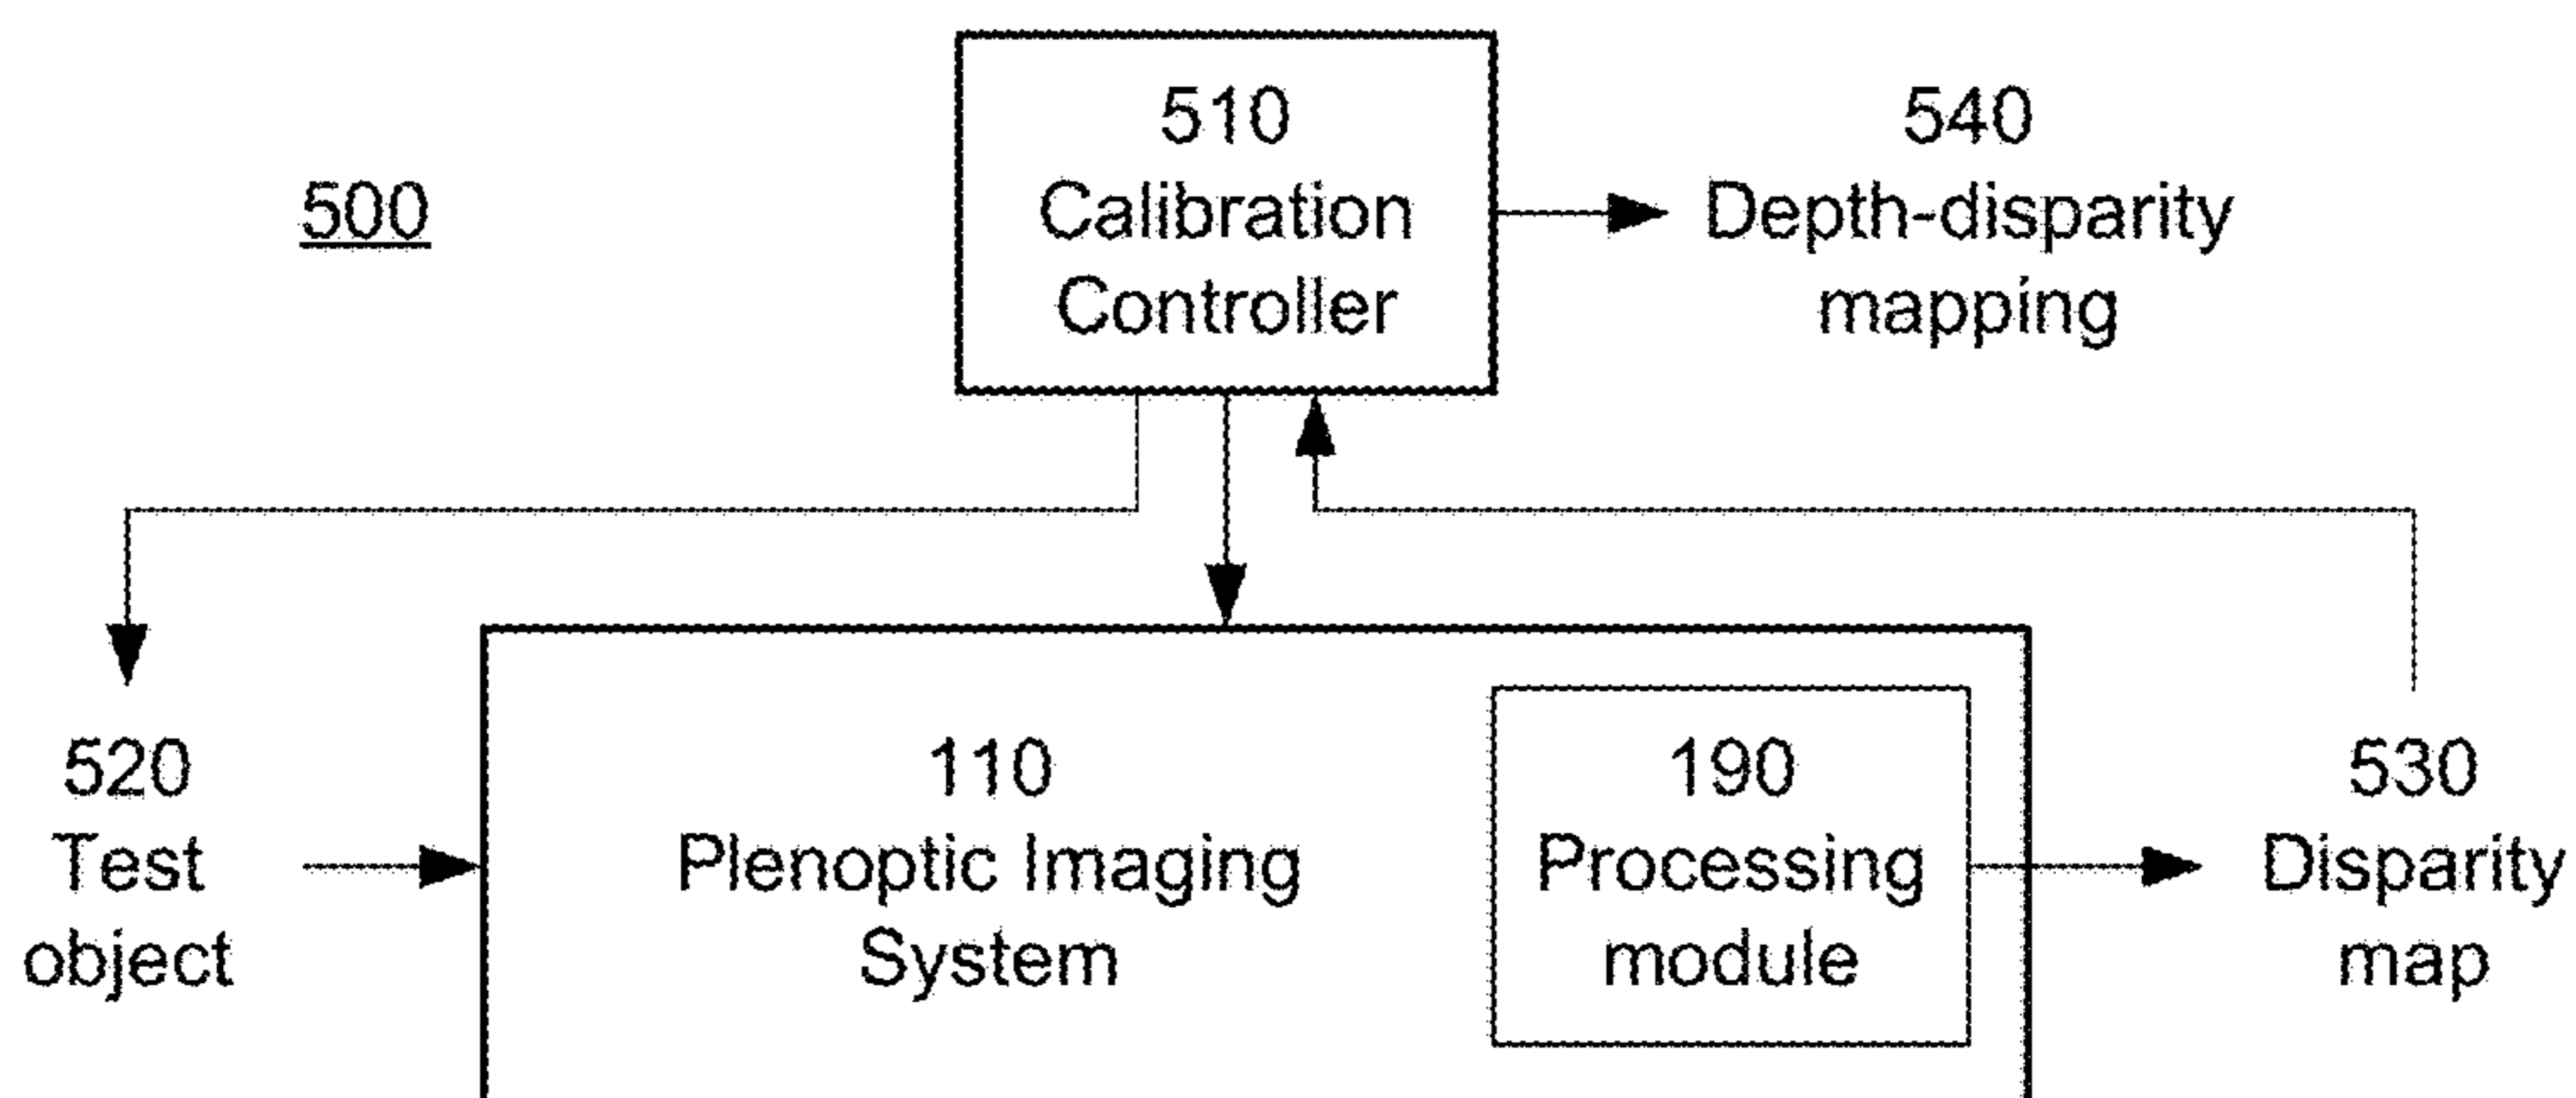 500
510
Calibration
Controller
540
Depth-disparity
mapping
520
Test
object
110
Plenoptic Imaging
System
190
Processing
module
530
Disparity
map